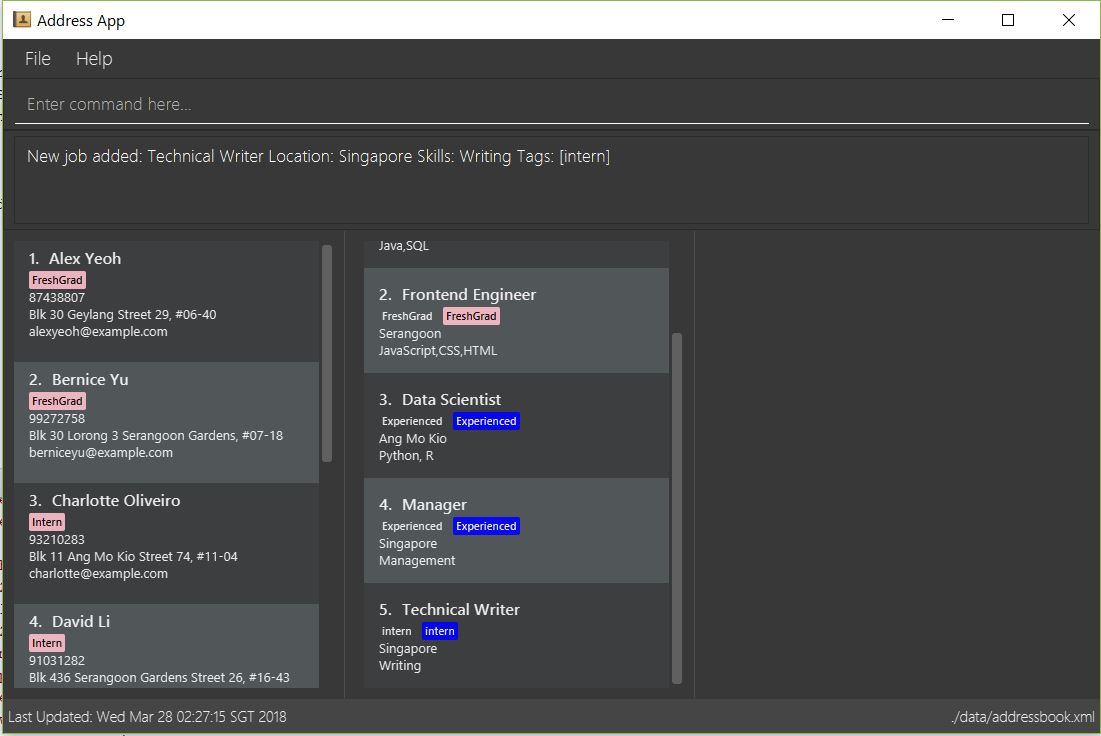 Address App
File Help
Enter command here...
New job added: Technical Writer Location: Singapore Skills: Writing Tags: [intern]
1. Alex Yeoh
FreshGrad
87438807
Blk 30 Geylang Street 29, #06-40
alexyeoh@example.com
2. Bernice Yu
FreshGrad
99272758
Blk 30 Lorong 3 Serangoon Gardens, #07-18
berniceyu@example.com
3. Charlotte Oliveiro
Intern
93210283
Blk 11 Ang Mo Kio Street 74, #11-04
charlotte@example.com
4. David Li
Intern
91031282
Blk 436 Serangoon Gardens Street 26, #16-43
Java,SQL
2. Frontend Engineer
FreshGrad FreshGrad
Serangoon
JavaScript,CSS,HTML
3. Data Scientist
Experienced Experienced
Ang Mo Kio
Python, R
4. Manager
Experienced Experienced
Singapore
Management
5. Technical Writer
intern intern
Singapore
Writing
Last Updated: Wed Mar 28 02:27:15 SGT 2018
./data/addressbook.xml